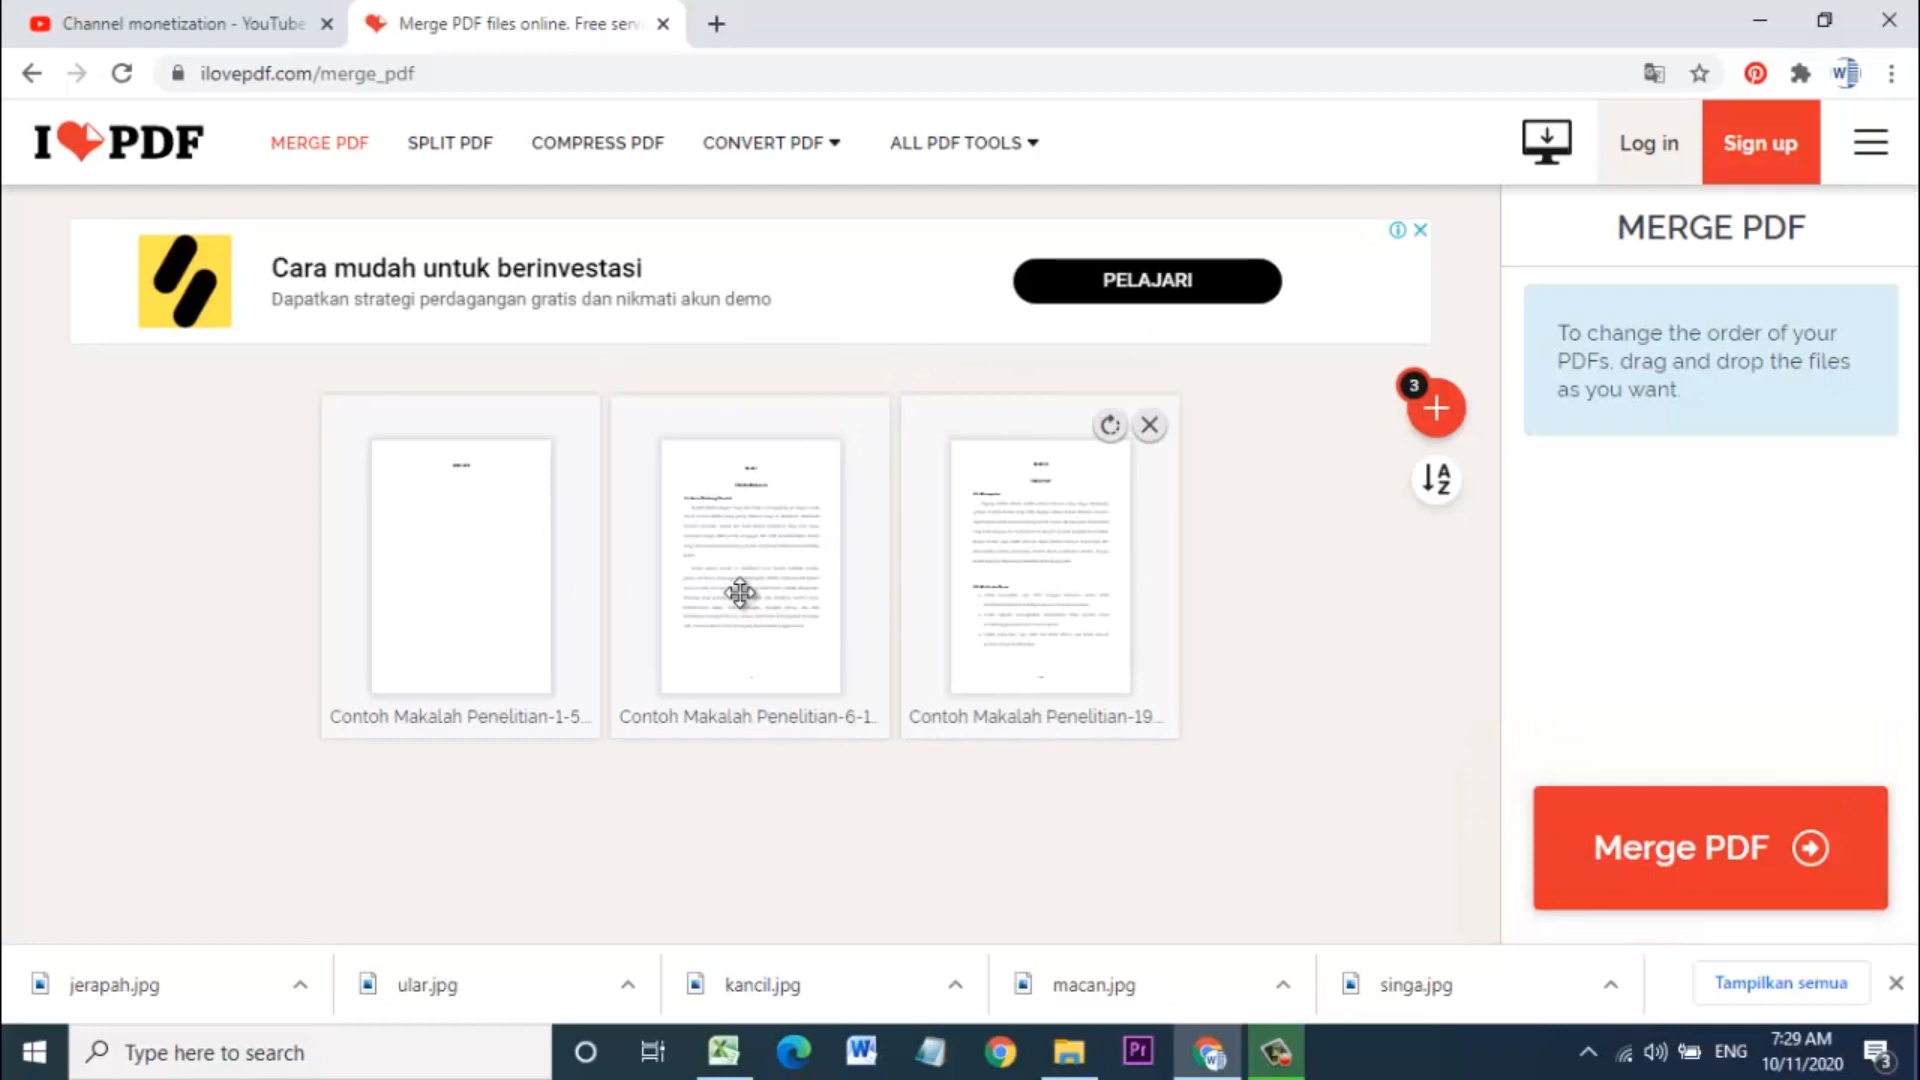 Channel monetization - YouTube
Merge PDF files online. Free serv
ilovepdf.com/merge_pdf
I PDF
MERGE PDF
SPLIT PDF
COMPRESS PDF
CONVERT PDF
ALL PDF TOOLS
Log in
Sign up
Cara mudah untuk berinvestasi
Dapatkan strategi perdagangan gratis dan nikmati akun demo
PELAJARI
MERGE PDF
To change the order of your
PDFs, drag and drop the files
as you want.
3
A
Z
Contoh Makalah Penelitian-1-5...
Contoh Makalah Penelitian-6-1...
Contoh Makalah Penelitian-19...
Merge PDF
jerapah.jpg
ular.jpg
kancil.jpg
macan.jpg
singa.jpg
Tampilkan semua
Type here to search
Pr
ENG
7:29 AM
10/11/2020
3